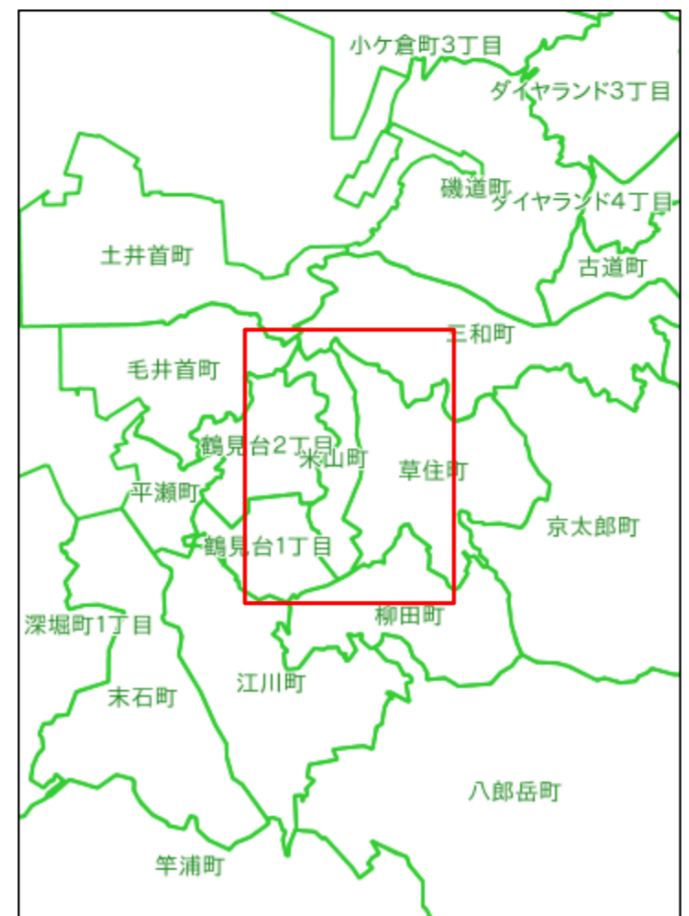 小ケ倉町3丁目
ダイヤランド3丁目
磯道町
ダイヤランド4丁目
土井首町
古道町
三和町
毛井首町
鶴見台2丁目
米山町
草住町
平瀬町
京太郎町
鶴見台1丁目
柳田町
深堀町1丁目
江川町
末石町
八郎岳町
竿浦町